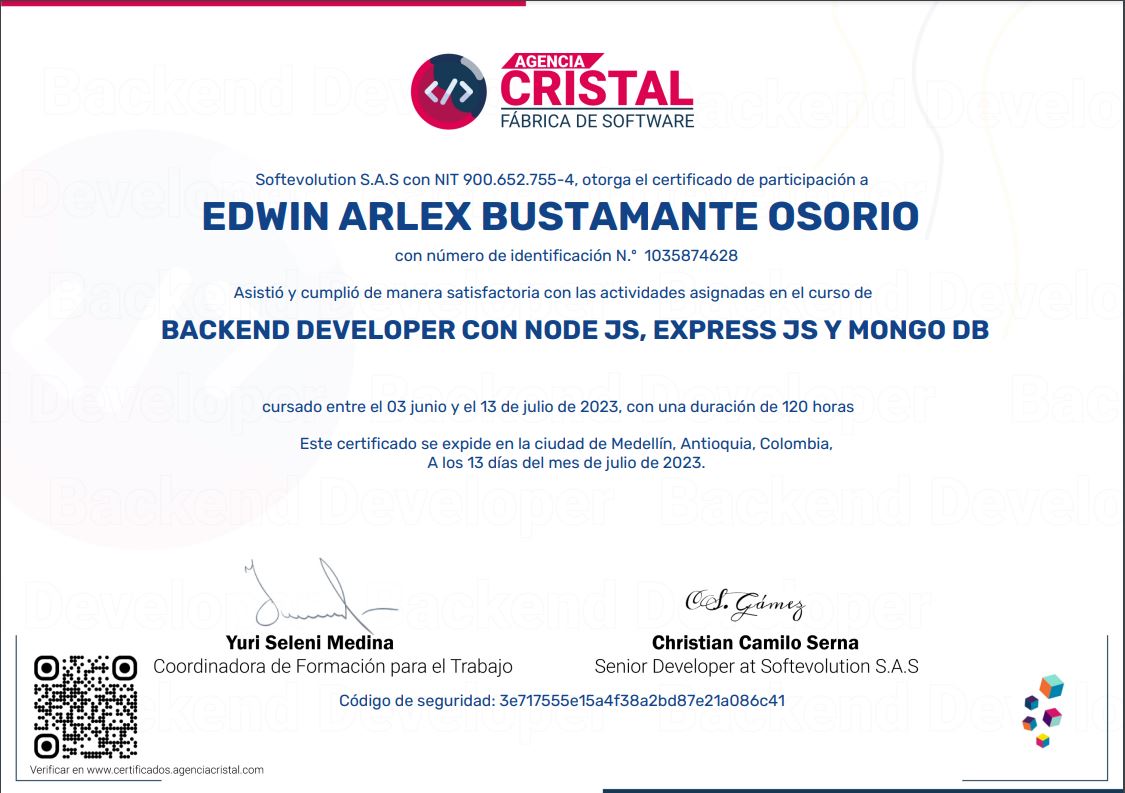 AGENCIA
CRISTAL
FÁBRICA DE SOFTWARE
Softevolution S.A.S con NIT 900.652.755-4, otorga el certificado de participación a
EDWIN ARLEX BUSTAMANTE OSORIO
con número de identificación N.º 1035874628
Asistió y cumplió de manera satisfactoria con las actividades asignadas en el curso de
BACKEND DEVELOPER CON NODE JS, EXPRESS JS Y MONGO DB
cursado entre el 03 junio y el 13 de julio de 2023, con una duración de 120 horas
Este certificado se expide en la ciudad de Medellín, Antioquia, Colombia,
A los 13 días del mes de julio de 2023.
CS. Gámez
Yuri Seleni Medina
Christian Camilo Serna
Coordinadora de Formación para el Trabajo
Senior Developer at Softevolution S.A.S
Código de seguridad: 3e717555e15a4f38a2bd87e21a086c41
Verificar en www.certificados.agenciacristal.com